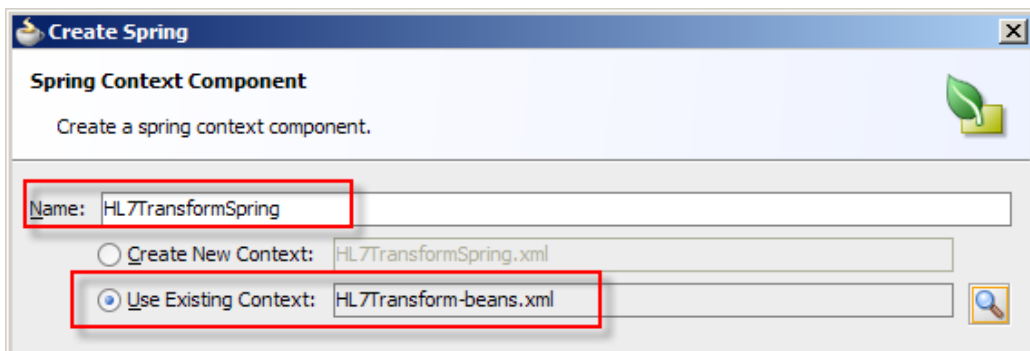 Create Spring
Spring Context Component
Create a spring context component.
Name: HL7TransformSpring
Create New Context: HL7TransformSpring.xml
Use Existing Context: HL7Transform-beans.xml